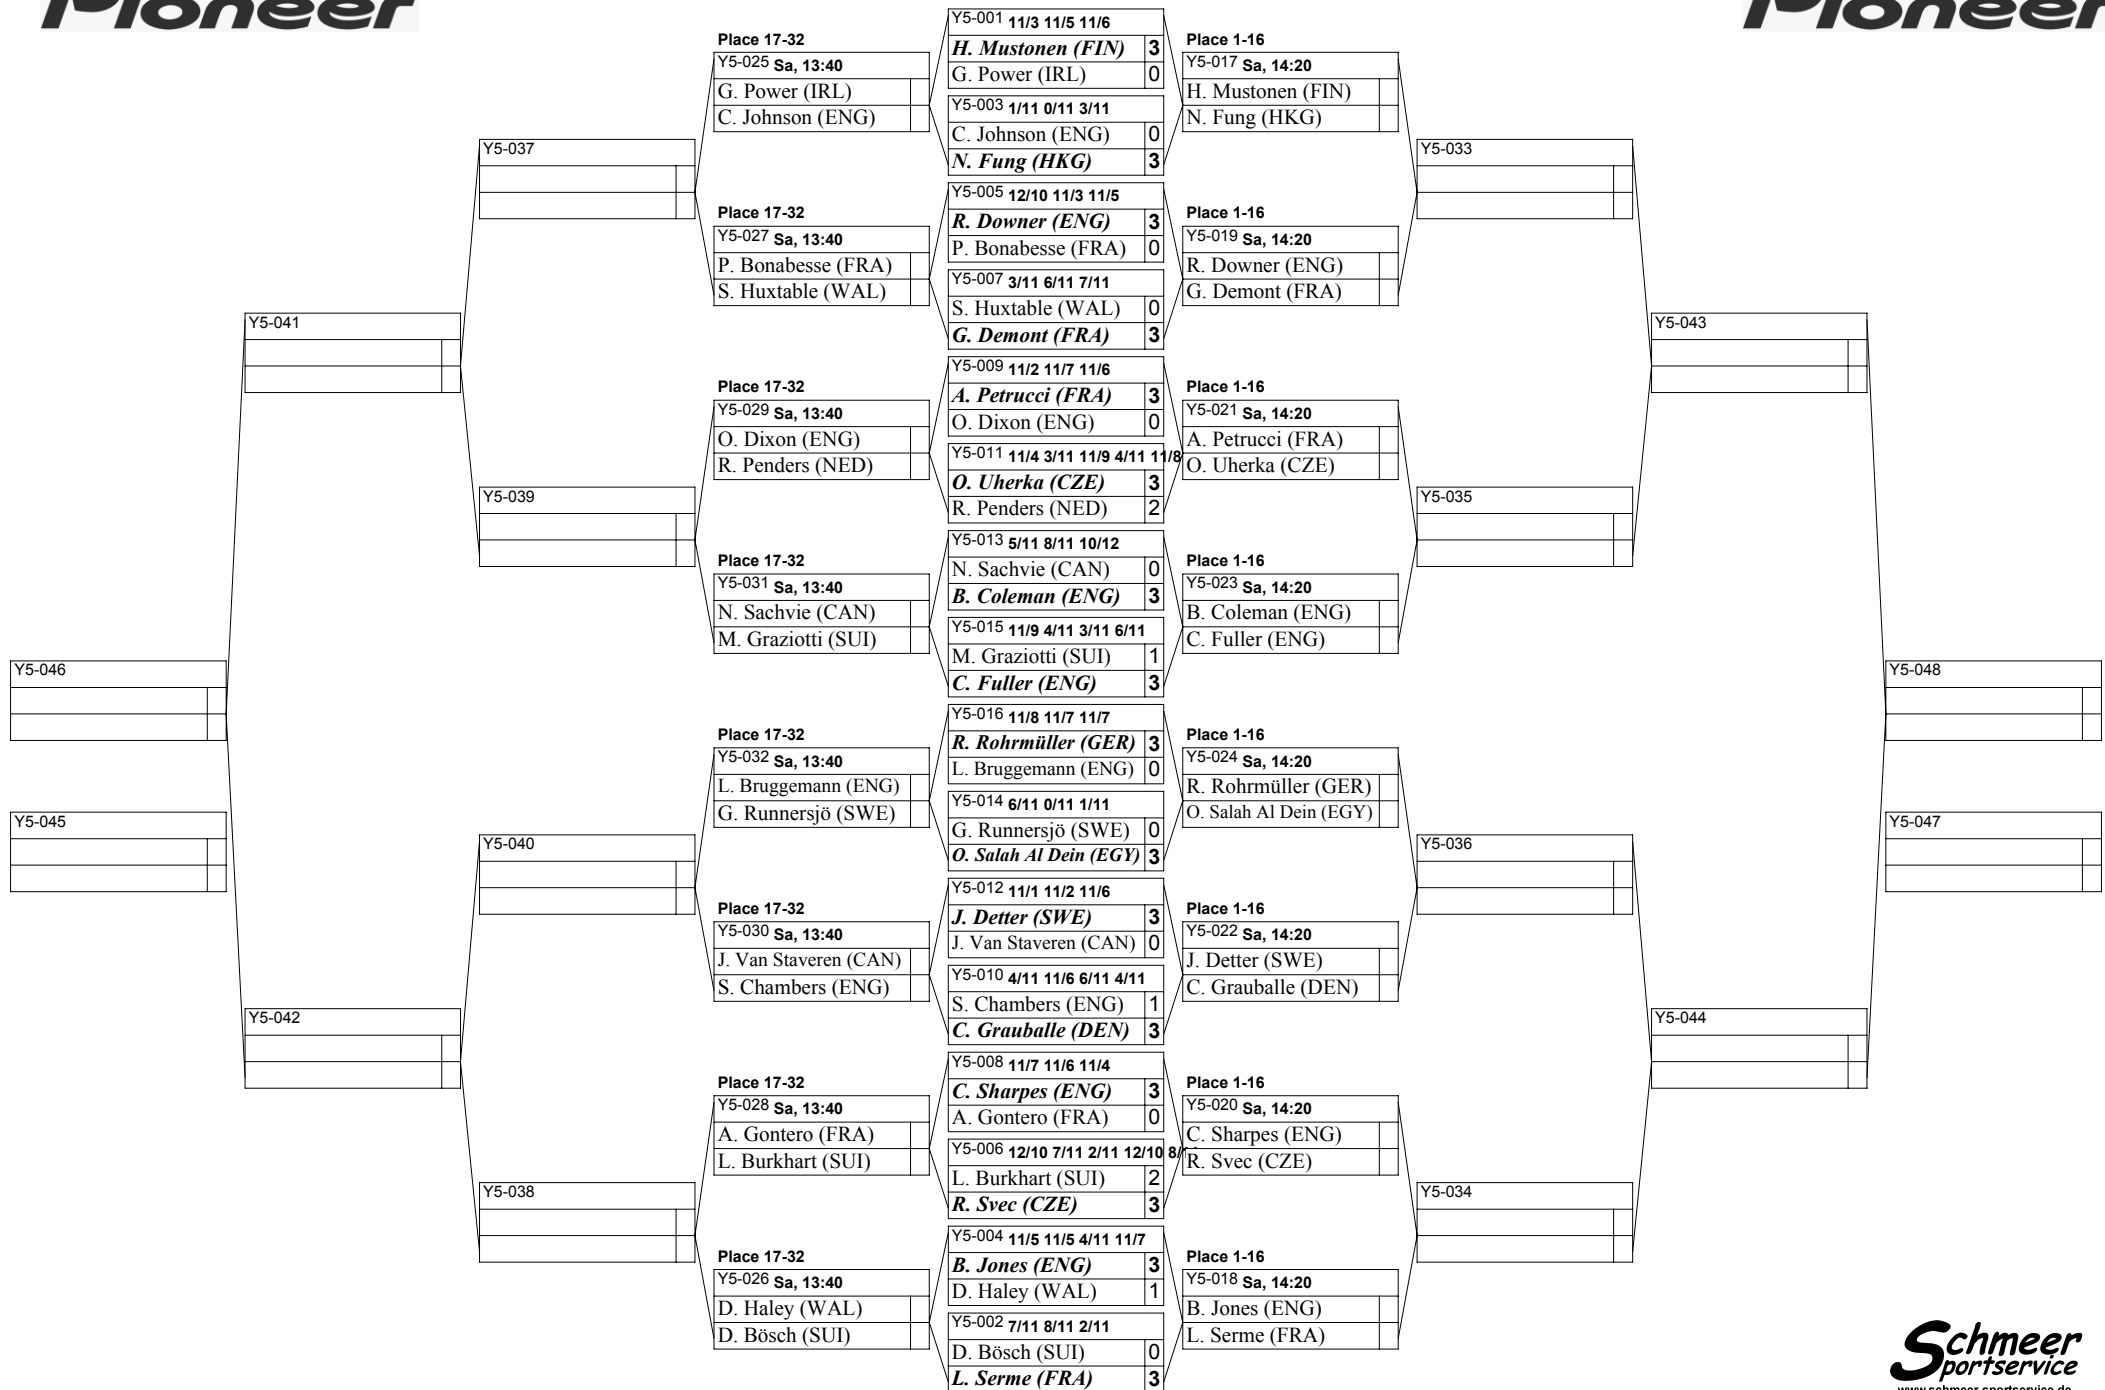 Pioneer
Pioneer
Y5-046
Y5-045
Y5-041
Y5-042
Y5-037
Y5-039
Y5-040
Y5-038
Place 17-32
Y5-025 Sa, 13:40
G. Power (IRL)
C. Johnson (ENG)
Place 17-32
Y5-027 Sa, 13:40
P. Bonabesse (FRA)
S. Huxtable (WAL)
Place 17-32
Y5-029 Sa, 13:40
O. Dixon (ENG)
R. Penders (NED)
Place 17-32
Y5-031 Sa, 13:40
N. Sachvie (CAN)
M. Graziotti (SUI)
Place 17-32
Y5-032 Sa, 13:40
L. Bruggemann (ENG)
G. Runnersjö (SWE)
Place 17-32
Y5-030 Sa, 13:40
J. Van Staveren (CAN)
S. Chambers (ENG)
Place 17-32
Y5-028 Sa, 13:40
A. Gontero (FRA)
L. Burkhart (SUI)
Place 17-32
Y5-026 Sa, 13:40
D. Haley (WAL)
D. Bösch (SUI)
Y5-001 11/3 11/5 11/6
H. Mustonen (FIN) 3
G. Power (IRL) 0
Y5-003 1/11 0/11 3/11
C. Johnson (ENG) 0
N. Fung (HKG) 3
Y5-005 12/10 11/3 11/5
R. Downer (ENG) 3
P. Bonabesse (FRA) 0
Y5-007 3/11 6/11 7/11
S. Huxtable (WAL) 0
G. Demont (FRA) 3
Y5-009 11/2 11/7 11/6
A. Petrucci (FRA) 3
O. Dixon (ENG) 0
Y5-011 11/4 3/11 11/9 4/11 11/8
O. Uherka (CZE) 3
R. Penders (NED) 2
Y5-013 5/11 8/11 10/12
N. Sachvie (CAN) 0
B. Coleman (ENG) 3
Y5-015 11/9 4/11 3/11 6/11
M. Graziotti (SUI) 1
C. Fuller (ENG) 3
Y5-016 11/8 11/7 11/7
R. Rohrmüller (GER) 3
L. Bruggemann (ENG) 0
Y5-014 6/11 0/11 1/11
G. Runnersjö (SWE) 0
O. Salah Al Dein (EGY) 3
Y5-012 11/1 11/2 11/6
J. Detter (SWE) 3
J. Van Staveren (CAN) 0
Y5-010 4/11 11/6 6/11 4/11
S. Chambers (ENG) 1
C. Grauballe (DEN) 3
Y5-008 11/7 11/6 11/4
C. Sharpes (ENG) 3
A. Gontero (FRA) 0
Y5-006 12/10 7/11 2/11 12/10
L. Burkhart (SUI) 2
R. Svec (CZE) 3
Y5-004 11/5 11/5 4/11 11/7
B. Jones (ENG) 3
D. Haley (WAL) 1
Y5-002 7/11 8/11 2/11
D. Bösch (SUI) 0
L. Serme (FRA) 3
Place 1-16
Y5-017 Sa, 14:20
H. Mustonen (FIN)
N. Fung (HKG)
Place 1-16
Y5-019 Sa, 14:20
R. Downer (ENG)
G. Demont (FRA)
Place 1-16
Y5-021 Sa, 14:20
A. Petrucci (FRA)
O. Uherka (CZE)
Place 1-16
Y5-023 Sa, 14:20
B. Coleman (ENG)
C. Fuller (ENG)
Place 1-16
Y5-024 Sa, 14:20
R. Rohrmüller (GER)
O. Salah Al Dein (EGY)
Place 1-16
Y5-022 Sa, 14:20
J. Detter (SWE)
C. Grauballe (DEN)
Place 1-16
Y5-020 Sa, 14:20
C. Sharpes (ENG)
R. Svec (CZE)
Place 1-16
Y5-018 Sa, 14:20
B. Jones (ENG)
L. Serme (FRA)
Y5-033
Y5-035
Y5-036
Y5-034
Y5-043
Y5-044
Y5-048
Y5-047
Schmeer
Sportservice
www.schmeer-sportservice.de